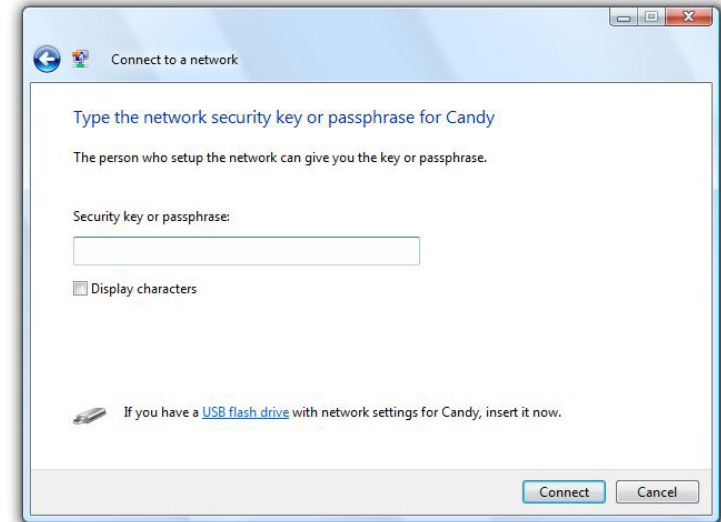 Connect to a network
Type the network security key or passphrase for Candy
The person who setup the network can give you the key or passphrase.
Security key or passphrase:
Display characters
If you have a USB flash drive with network settings for Candy, insert it now.
Connect Cancel